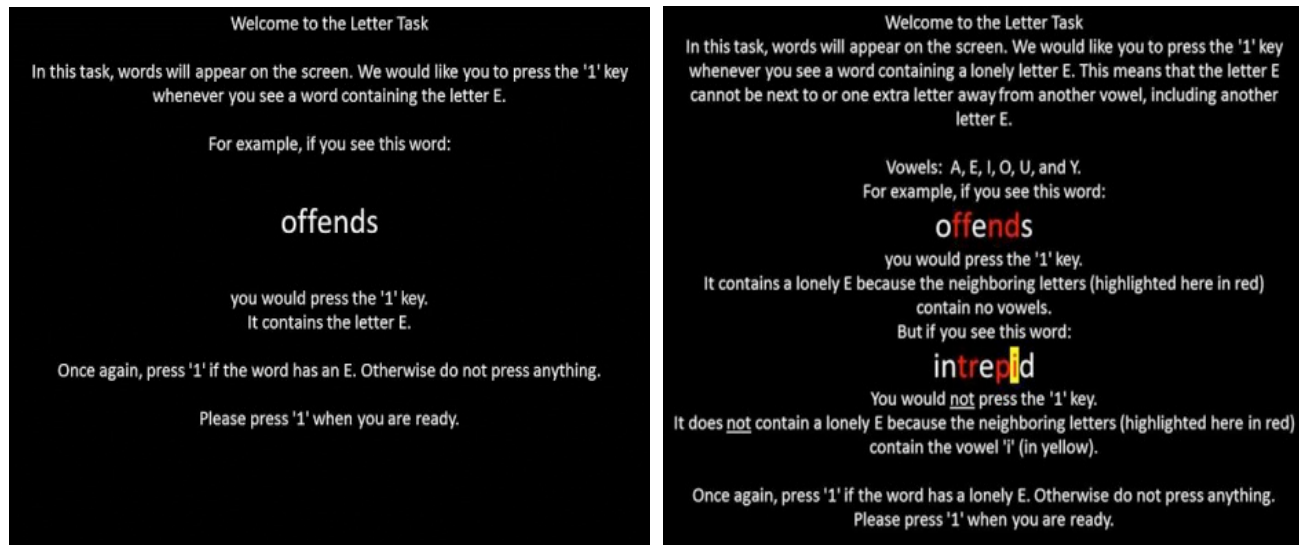 Welcome to the Letter Task
In this task, words will appear on the screen. We would like you to press the '1' key
whenever you see a word containing the letter E.
For example, if you see this word:
offends
you would press the '1' key.
It contains the letter E.
Once again, press '1' if the word has an E. Otherwise do not press anything.
Please press '1' when you are ready.
Welcome to the Letter Task
In this task, words will appear on the screen. We would like you to press the '1' key
whenever you see a word containing a lonely letter E. This means that the letter E
cannot be next to or one extra letter away from another vowel, including another
letter E.
Vowels: A, E, I, O, U, and Y.
For example, if you see this word:
offends
you would press the '1' key.
It contains a lonely E because the neighboring letters (highlighted here in red)
contain no vowels.
But if you see this word:
intrepid
You would not press the '1' key.
It does not contain a lonely E because the neighboring letters (highlighted here in red)
contain the vowel 'i' (in yellow).
Once again, press '1' if the word has a lonely E. Otherwise do not press anything.
Please press '1' when you are ready.